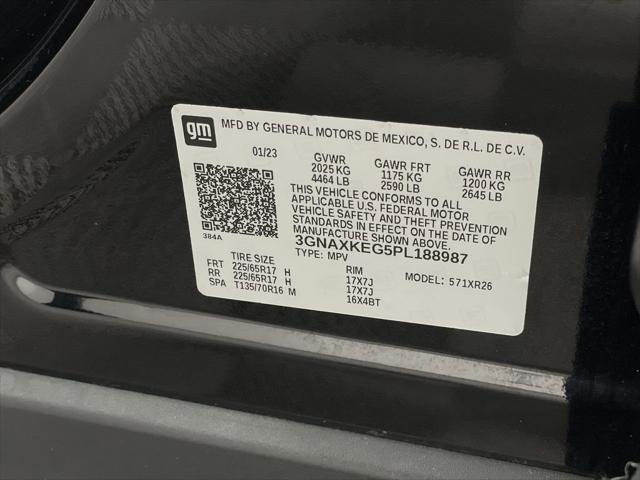 gm
MFD BY GENERAL MOTORS DE MEXICO, S. DE R.L. DE C.V.
01/23 GVWR GAWR FRT GAWR RR
2025 KG 1175 KG 1200 KG
4464 LB 2590 LB 2645 LB
THIS VEHICLE CONFORMS TO ALL
APPLICABLE U.S. FEDERAL MOTOR
VEHICLE SAFETY AND THEFT PREVENTION
STANDARDS IN EFFECT ON THE DATE OF
MANUFACTURE SHOWN ABOVE.
384A
3GNAXKEG5PL188987
TYPE: MPV
MODEL: 571XR26
TIRE SIZE RIM
FRT 225/65R17 H 17X7J
RR 225/65R17 H 17X7J
SPA T135/70R16 M 16X4BT